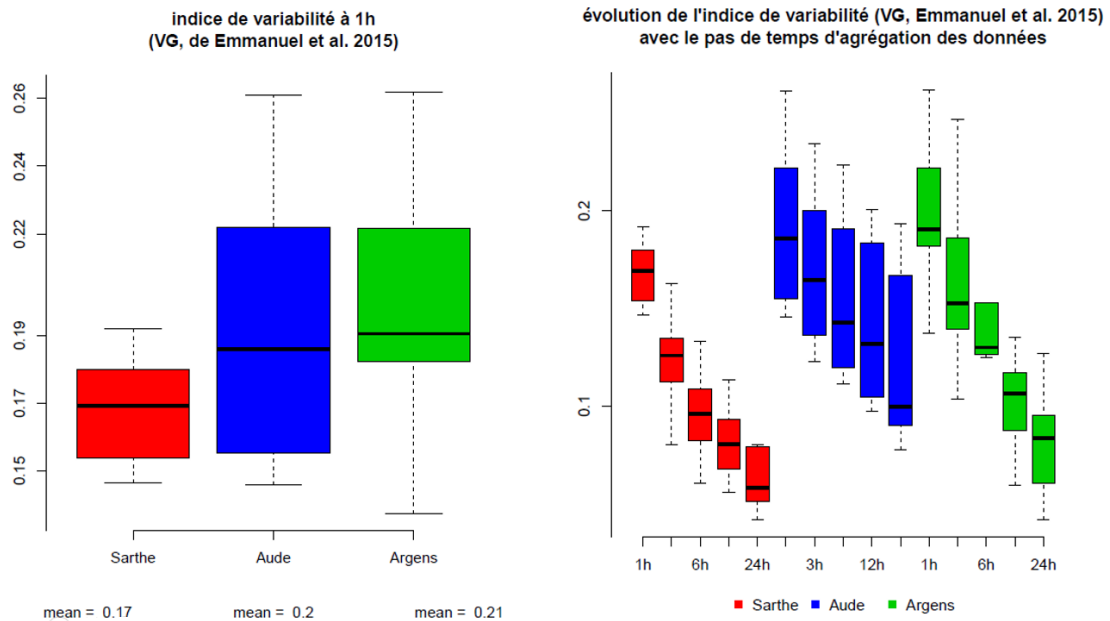 indice de variabilité à 1h
(VG, de Emmanuel et al. 2015)
0.26
0.24
0.22
0.19
0.17
0.15
Sarthe Aude Argens
mean = 0.17 mean = 0.2 mean = 0.21
évolution de l'indice de variabilité (VG, Emmanuel et al. 2015)
avec le pas de temps d'agrégation des données
0.2
0.1
1h 6h 24h 3h 12h 1h 6h 24h
Sarthe Aude Argens